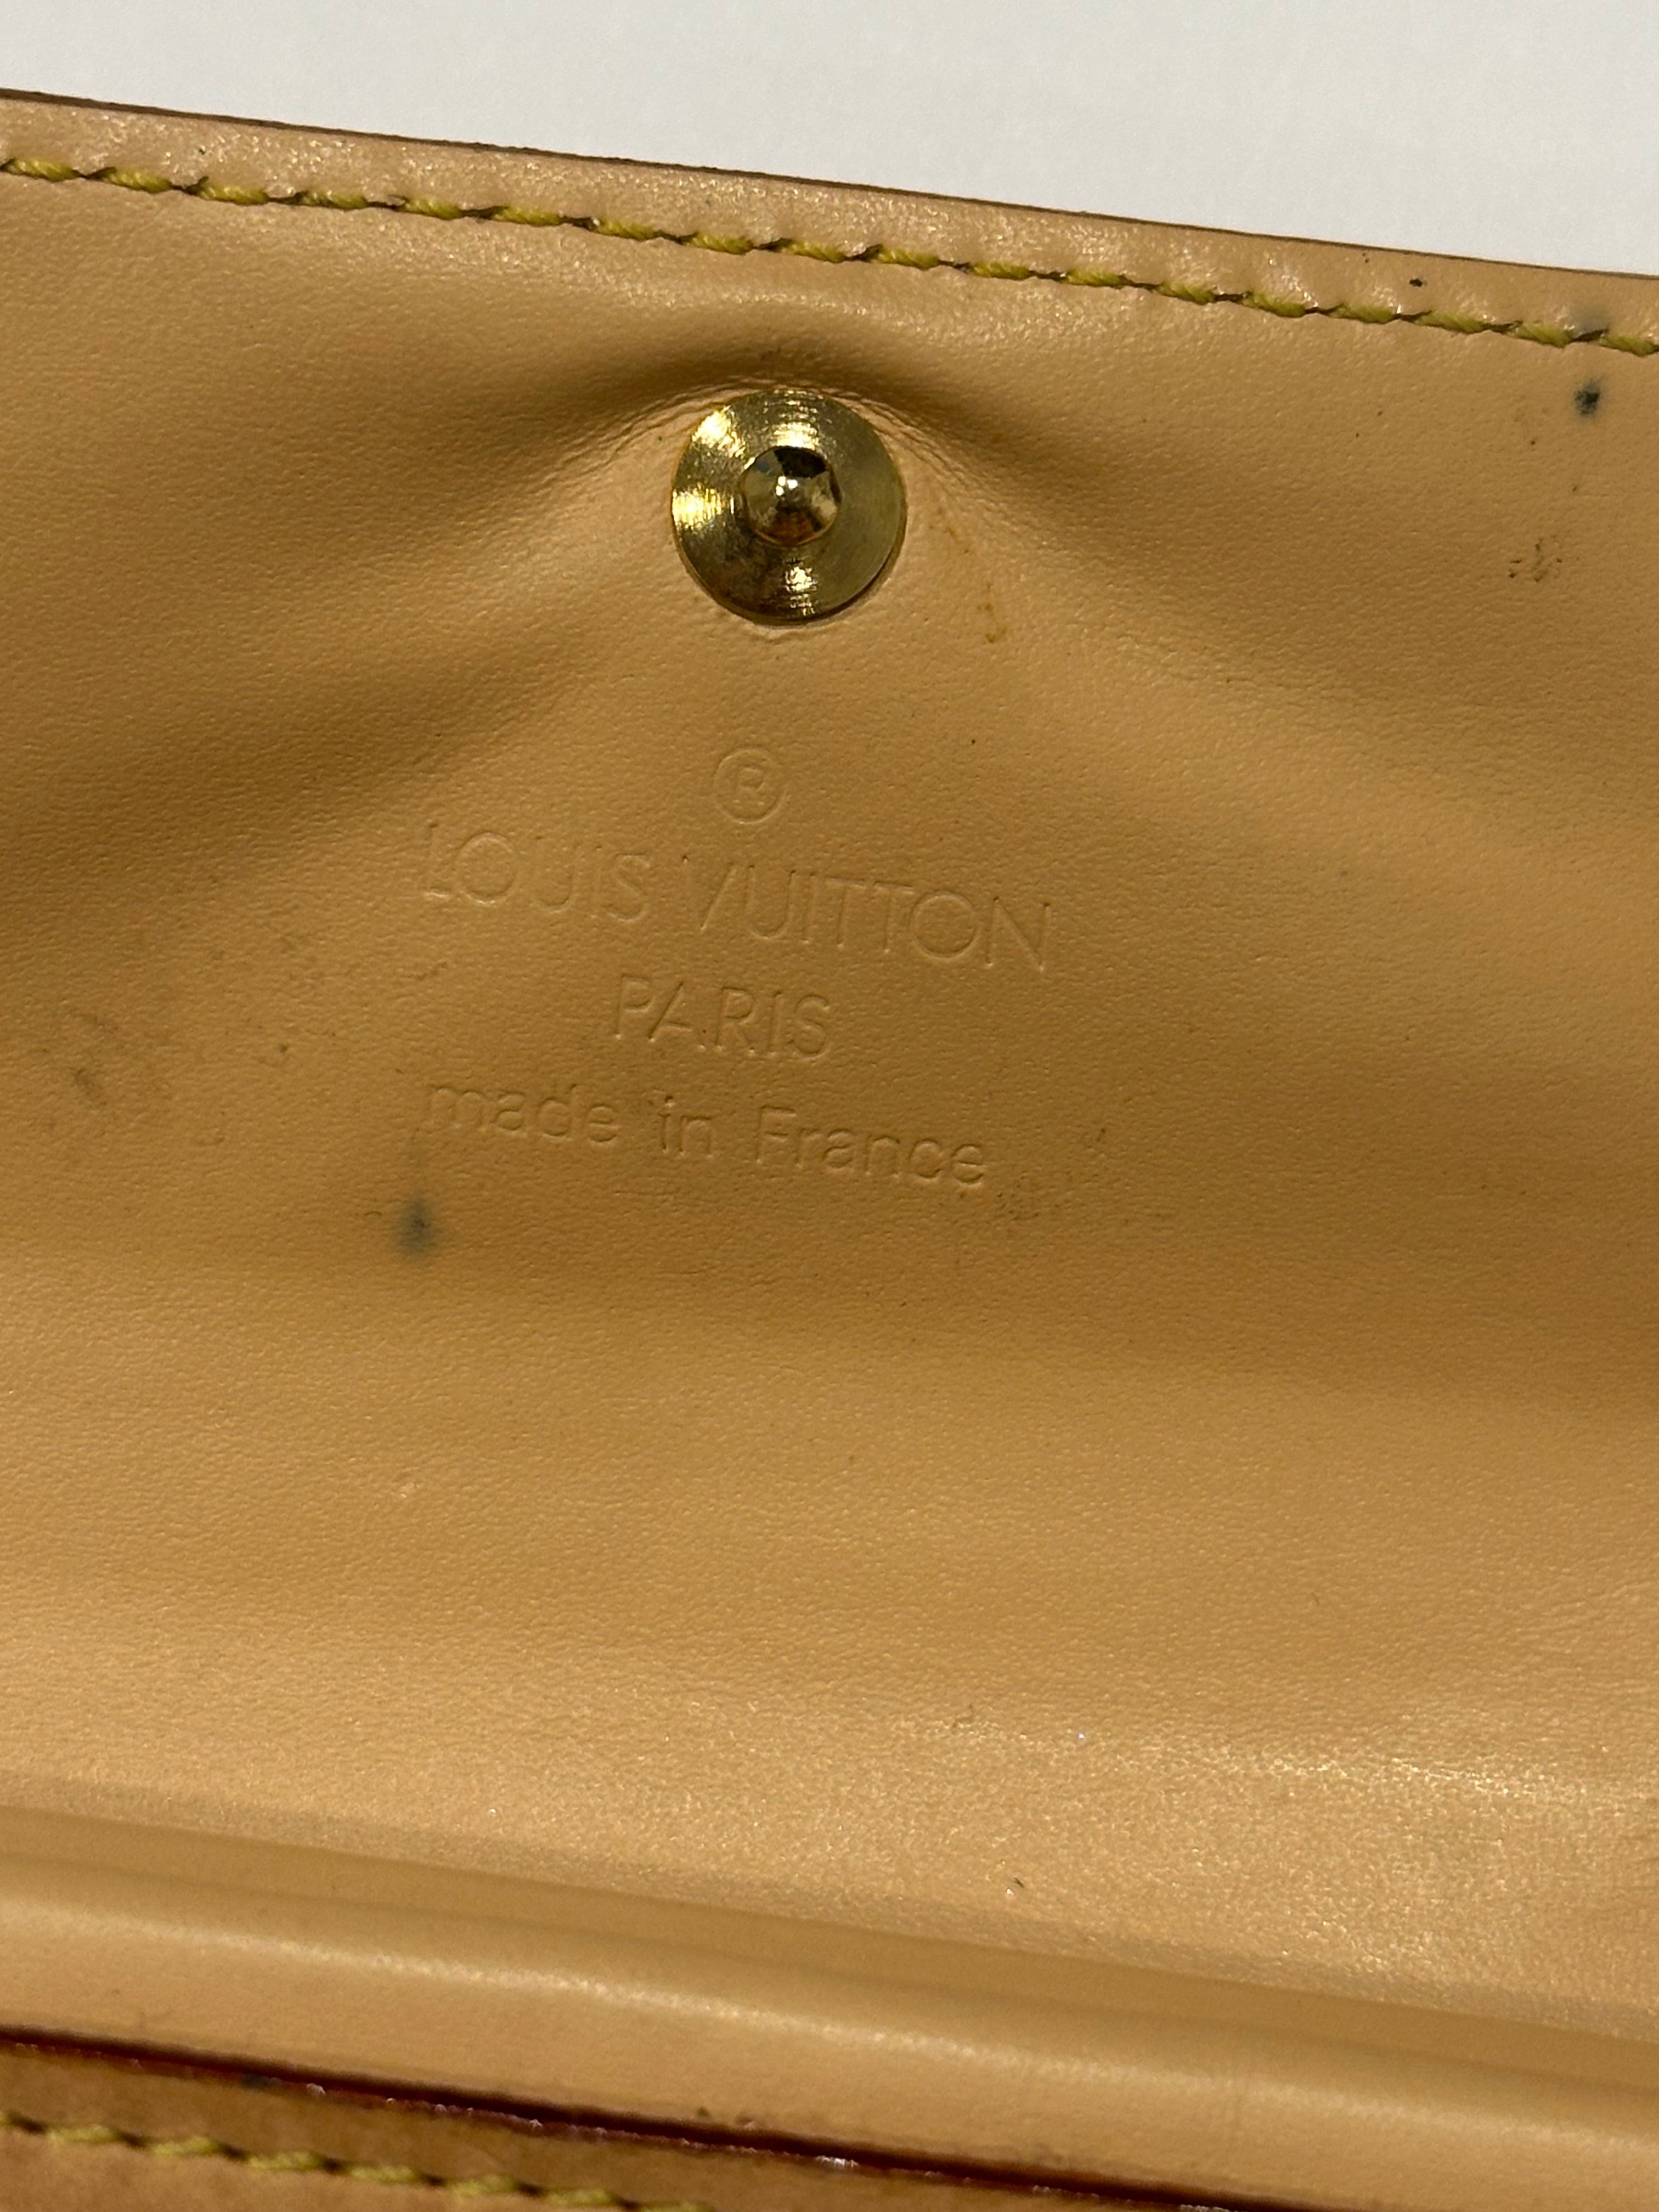 ®
LOUIS VUITTON
PARIS
made in France